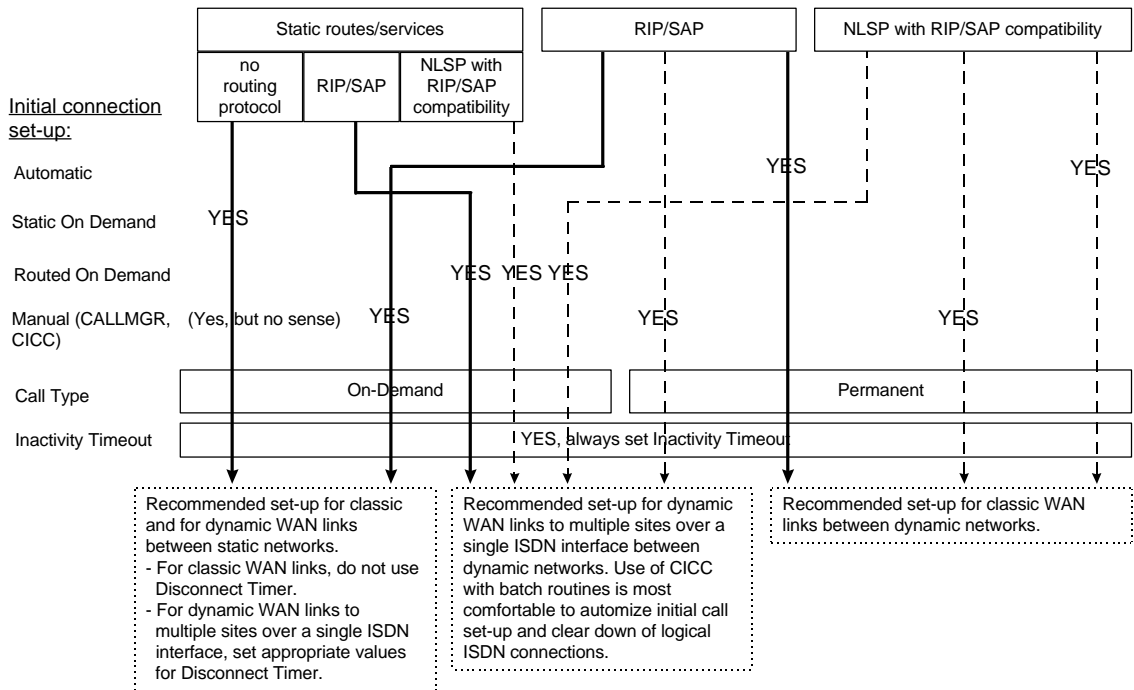 Static routes/services
RIP/SAP
NLSP with RIP/SAP compatibility
no
routing
protocol
RIP/SAP
NLSP with
RIP/SAP
compatibility
Initial connection
set-up:
Automatic
YES
YES
Static On Demand
YES
Routed On Demand
YES
YES
YES
Manual (CALLMGR,
CICC)
(Yes, but no sense)
YES
YES
YES
Call Type
On-Demand
Permanent
Inactivity Timeout
YES, always set Inactivity Timeout
Recommended set-up for classic
and for dynamic WAN links
between static networks.
- For classic WAN links, do not use
Disconnect Timer.
- For dynamic WAN links to
multiple sites over a single ISDN
interface, set appropriate values
for Disconnect Timer.
Recommended set-up for dynamic
WAN links to multiple sites over a
single ISDN interface between
dynamic networks. Use of CICC
with batch routines is most
comfortable to automize initial call
set-up and clear down of logical
ISDN connections.
Recommended set-up for classic WAN
links between dynamic networks.